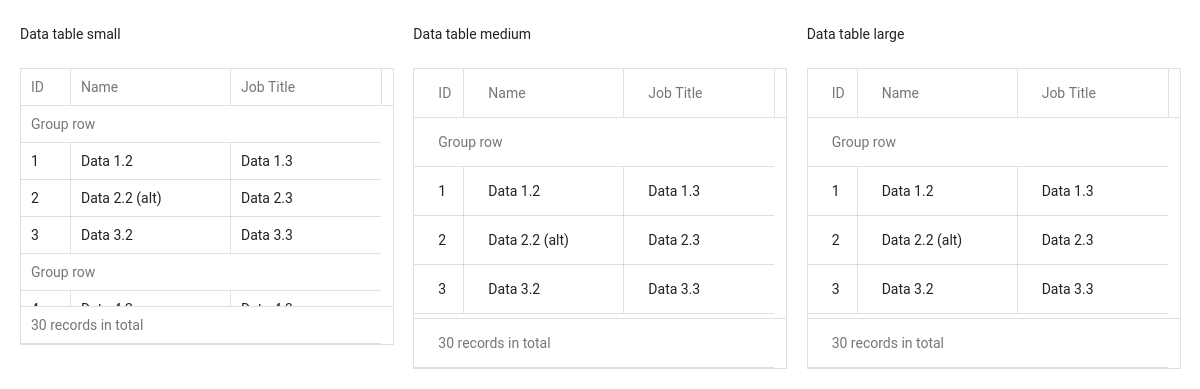 Data table small
ID Name Job Title
Group row
1 Data 1.2 Data 1.3
2 Data 2.2 (alt) Data 2.3
3 Data 3.2 Data 3.3
Group row
30 records in total
Data table medium
ID Name Job Title
Group row
1 Data 1.2 Data 1.3
2 Data 2.2 (alt) Data 2.3
3 Data 3.2 Data 3.3
30 records in total
Data table large
ID Name Job Title
Group row
1 Data 1.2 Data 1.3
2 Data 2.2 (alt) Data 2.3
3 Data 3.2 Data 3.3
30 records in total